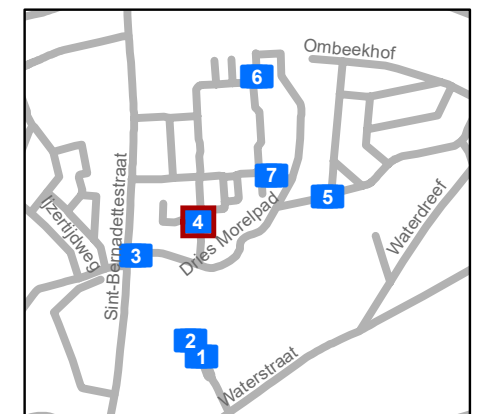 Ombeekhof
6
7
5
4
Ijzertijdweg
Dries Morelpad
Waterdreef
3
Sint-Bernadettestraat
2
1
Waterstraat